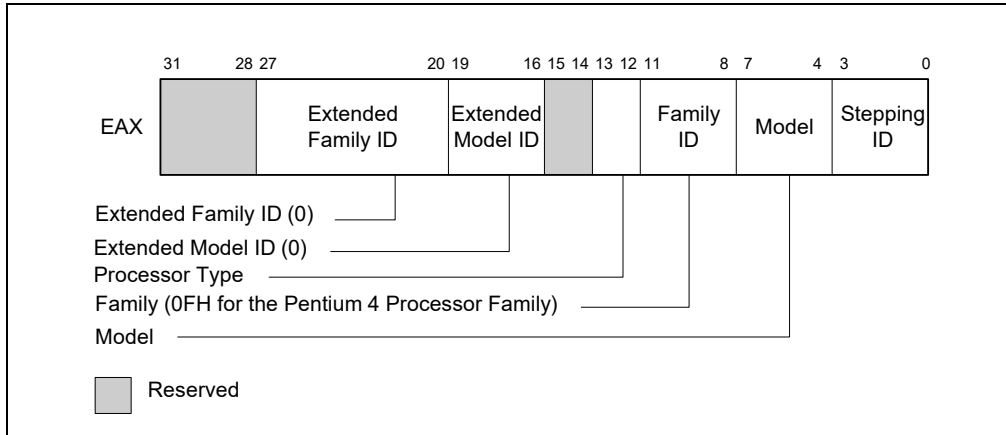 31 28 27 20 19 16 15 14 13 12 11 8 7 4 3 0
EAX
Extended Family ID
Extended Model ID
Family ID
Model
Stepping ID
Extended Family ID (0)
Extended Model ID (0)
Processor Type
Family (0FH for the Pentium 4 Processor Family)
Model
Reserved